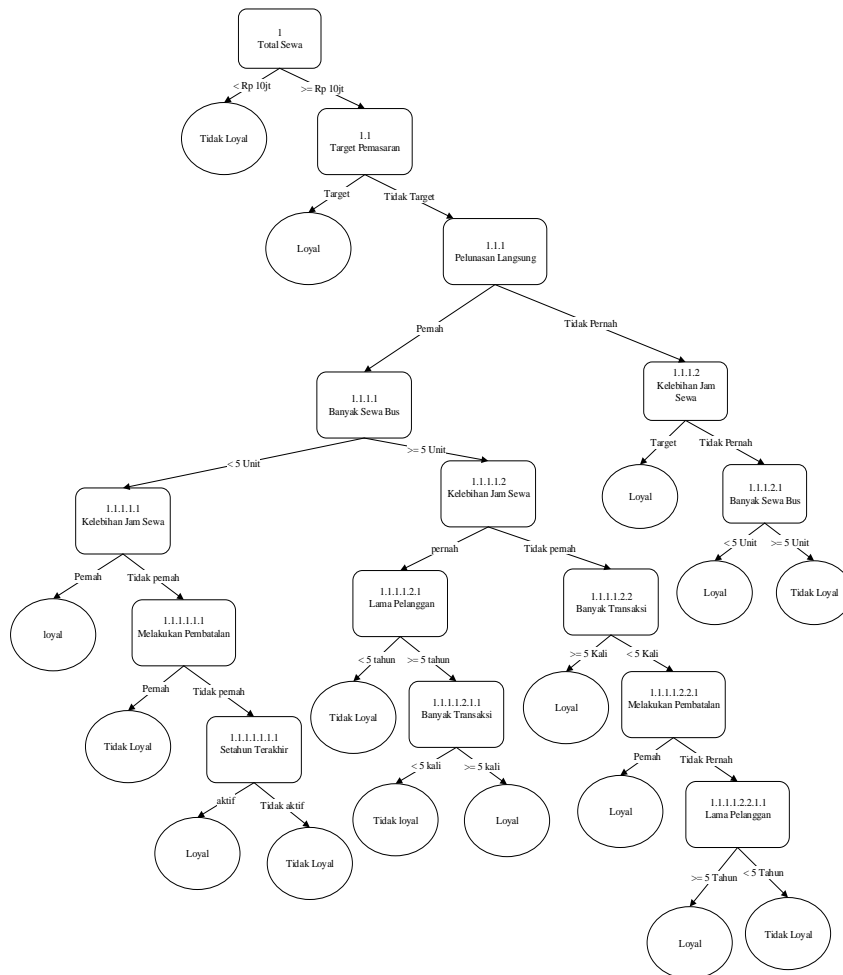 1
Total Sewa
< Rp 10jt
>= Rp 10jt
Tidak Loyal
1.1
Target Pemasaran
Target
Tidak Target
Loyal
1.1.1
Pelunasan Langsung
Pernah
Tidak Pernah
1.1.1.1
Banyak Sewa Bus
1.1.1.2
Kelebihan Jam
Sewa
< 5 Unit
>= 5 Unit
Target
Tidak Pernah
1.1.1.1.1
Kelebihan Jam Sewa
1.1.1.1.2
Kelebihan Jam Sewa
Loyal
1.1.1.2.1
Banyak Sewa Bus
Pernah
Tidak pernah
pernah
Tidak pernah
< 5 Unit
>= 5 Unit
loyal
1.1.1.1.1.1
Melakukan Pembatalan
1.1.1.1.2.1
Lama Pelanggan
1.1.1.1.2.2
Banyak Transaksi
Loyal
Tidak Loyal
Pernah
Tidak pernah
< 5 tahun
>= 5 tahun
>= 5 Kali
< 5 Kali
Tidak Loyal
1.1.1.1.1.1.1
Setahun Terakhir
Tidak Loyal
1.1.1.1.2.1.1
Banyak Transaksi
Loyal
1.1.1.1.2.2.1
Melakukan Pembatalan
aktif
Tidak aktif
< 5 kali
>= 5 kali
Pernah
Tidak Pernah
Loyal
Tidak Loyal
Tidak loyal
Loyal
Loyal
1.1.1.1.2.2.1.1
Lama Pelanggan
>= 5 Tahun
< 5 Tahun
Loyal
Tidak Loyal